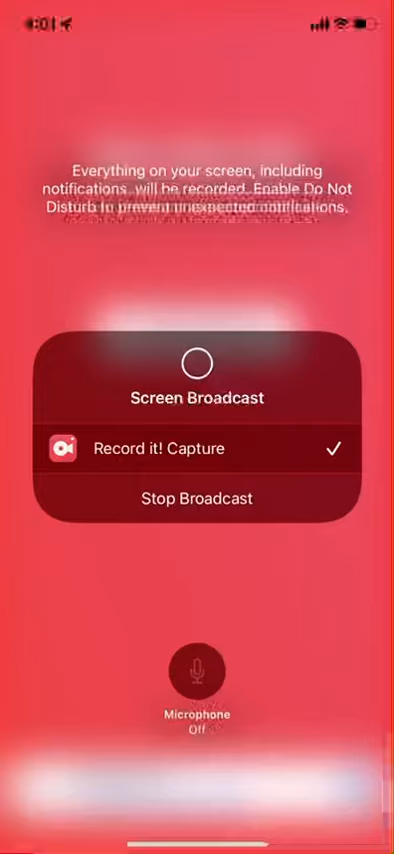 Everything on your screen, including
notifications, will be recorded. Enable Do Not
Disturb to prevent unexpected notifications.
Screen Broadcast
Record it! Capture
Stop Broadcast
Microphone
Off